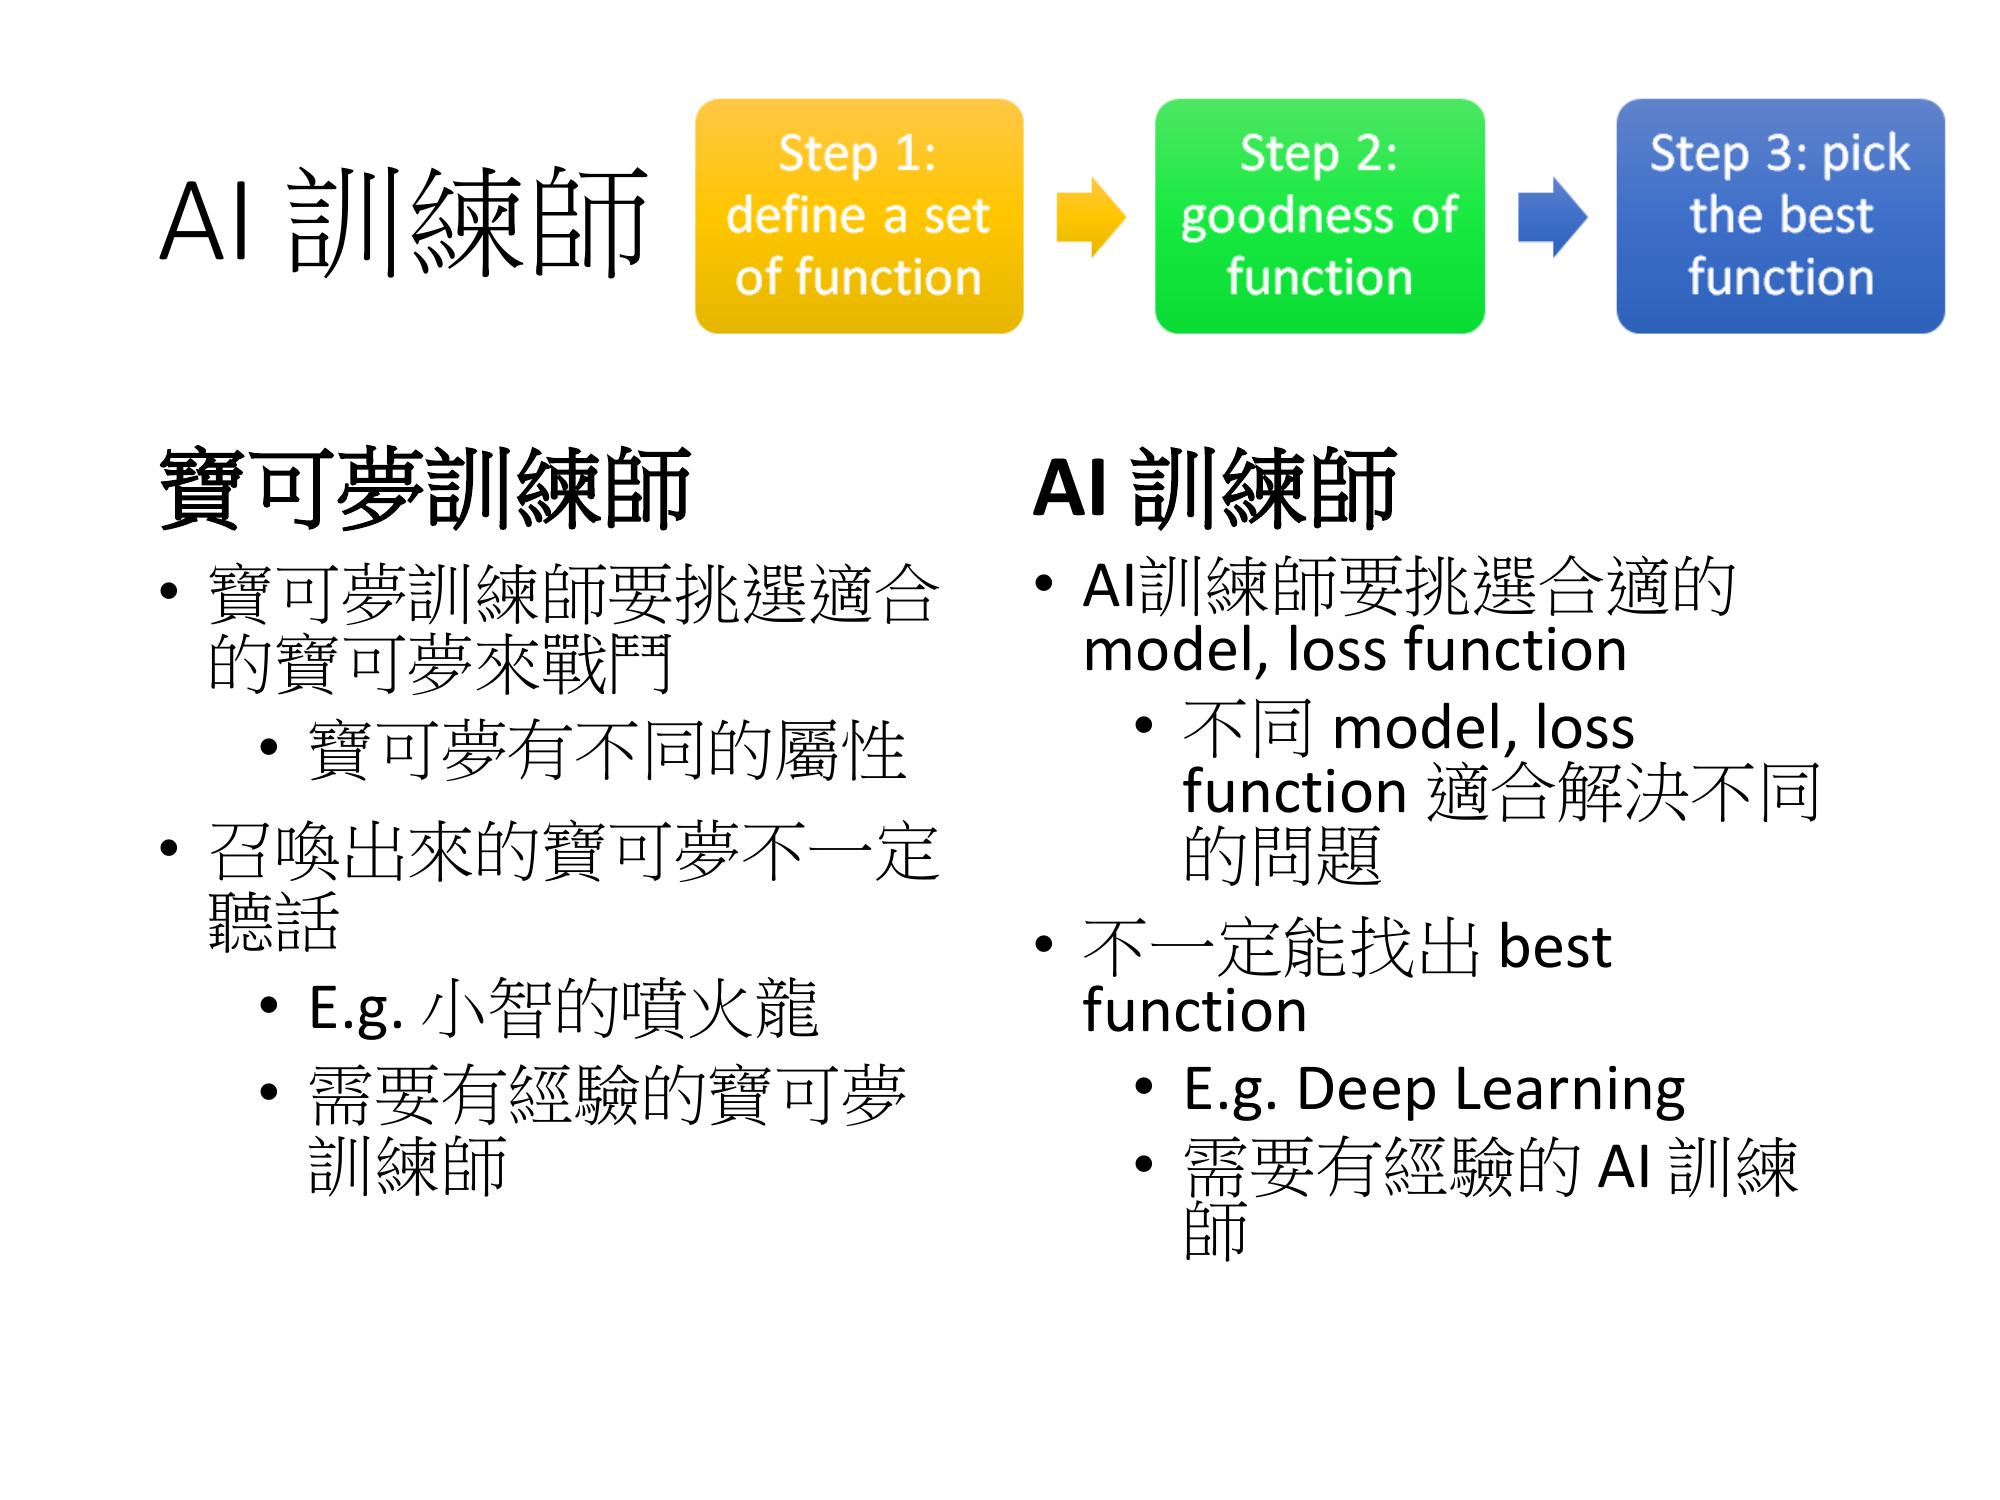 AI 訓練師
Step 1:
define a set
of function
Step 2:
goodness of
function
Step 3: pick
the best
function
寶可夢訓練師
• 寶可夢訓練師要挑選適合
的寶可夢來戰鬥
• 寶可夢有不同的屬性
• 召喚出來的寶可夢不一定
聽話
• E.g. 小智的噴火龍
• 需要有經驗的寶可夢
訓練師
AI 訓練師
• AI訓練師要挑選合適的
model, loss function
• 不同 model, loss
function 適合解決不同
的問題
• 不一定能找出 best
function
• E.g. Deep Learning
• 需要有經驗的 AI 訓練
師